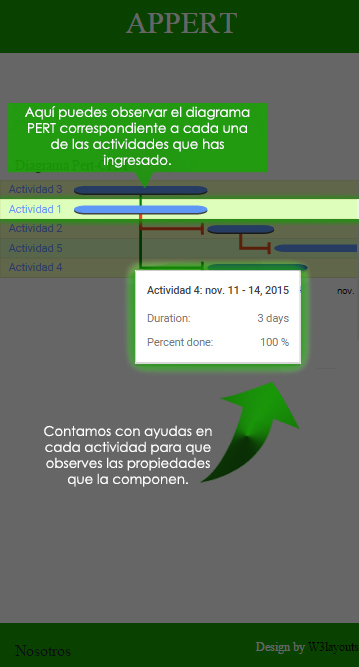 APPERT
Aquí puedes observar el diagrama
PERT correspondiente a cada una
de las actividades que has
ingresado.
Diagrama Pert-
Actividad 3
Actividad 1
Actividad 2
Actividad 5
Actividad 4
nov.
Actividad 4: nov. 11 - 14, 2015
Duration: 3 days
Percent done: 100 %
Contamos con ayudas en
cada actividad para que
observes las propiedades
que la componen.
Nosotros
Design by W3layouts